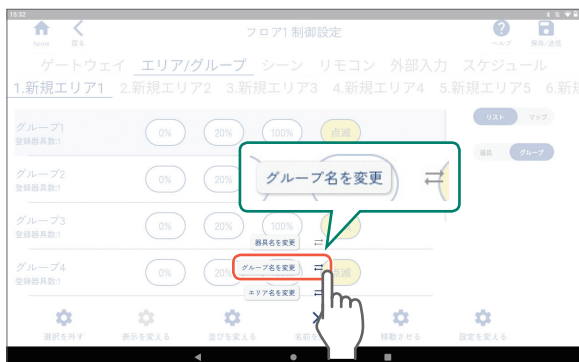 15:32
フロア1 制御設定
home 戻る ヘルプ 保存/送信
ゲートウェイ エリア/グループ シーン リモコン 外部入力 スケジュール
1.新規エリア1 2.新規エリア2 3.新規エリア3 4.新規エリア4 5.新規エリア5 6.新規
リスト マップ
グループ1 0% 20% 100% 点滅
登録器具数:1
器具 グループ
グループ名を変更
グループ2 0% 20%
登録器具数:1
グループ3 0% 20% 100%
登録器具数:1
器具名を変更
グループ4 0% 20% 点滅
登録器具数:1
グループ名を変更
エリア名を変更
選択を外す 表示を変える 並びを変える 名前を 移動させる 設定を変える